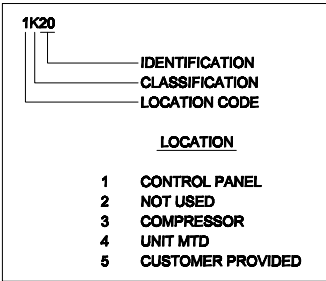 1K20
IDENTIFICATION
CLASSIFICATION
LOCATION CODE
LOCATION
1 CONTROL PANEL
2 NOT USED
3 COMPRESSOR
4 UNIT MTD
5 CUSTOMER PROVIDED